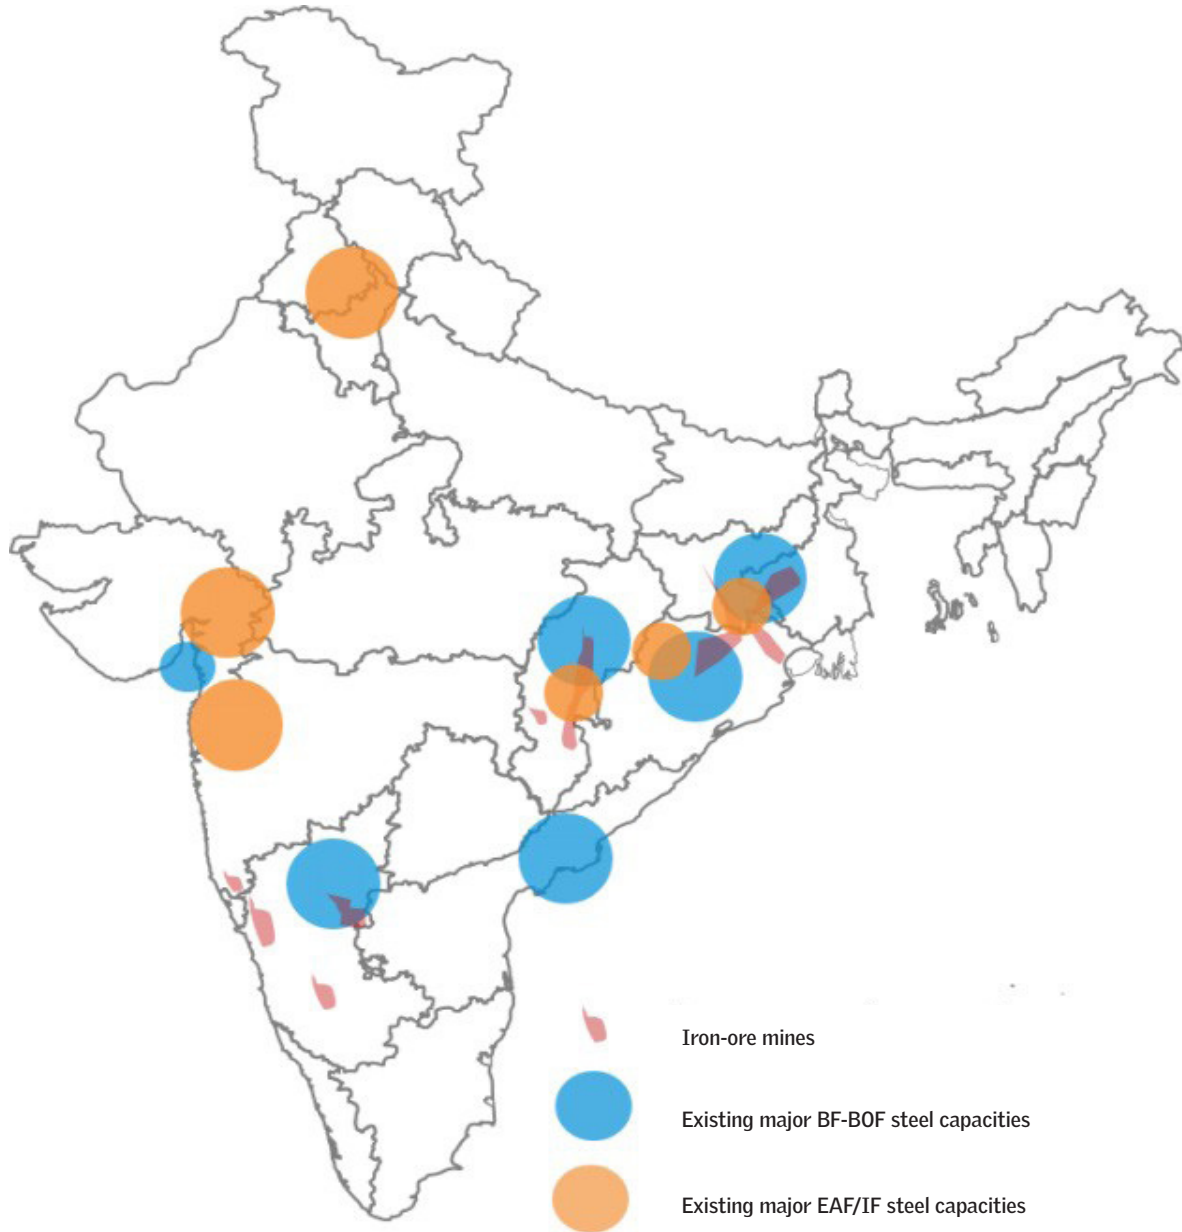 Iron-ore mines
Existing major BF-BOF steel capacities
Existing major EAF/IF steel capacities